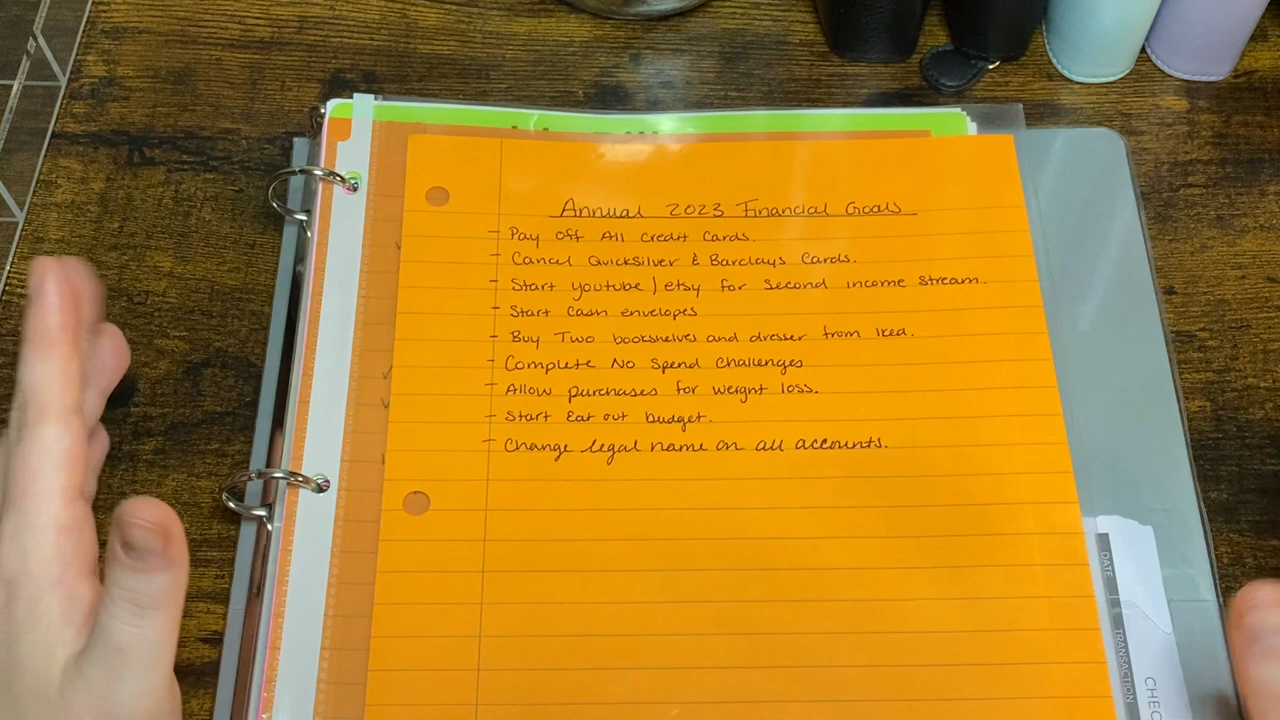 Annual 2023 Financial Goals
- Pay off All Credit Cards.
- Cancel Quicksilver & Barclays Cards.
- Start youtube / etsy for Second income Stream.
- Start Cash envelopes
- Buy Two bookshelves and dresser from Ikea.
- Complete No Spend Challenges
- Allow purchases for weight loss.
- Start Eat out budget.
- Change legal name on all accounts.
DATE
TRANSACTION